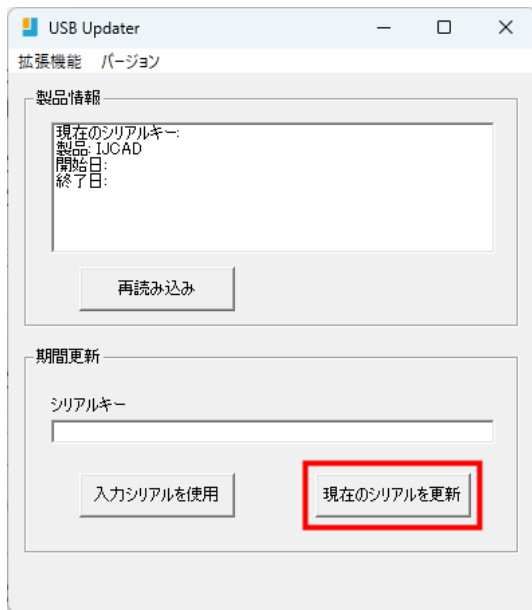 USB Updater
拡張機能 バージョン
製品情報
現在のシリアルキー:
製品: IJCAD
開始日:
終了日:
再読み込み
期間更新
シリアルキー
入力シリアルを使用
現在のシリアルを更新